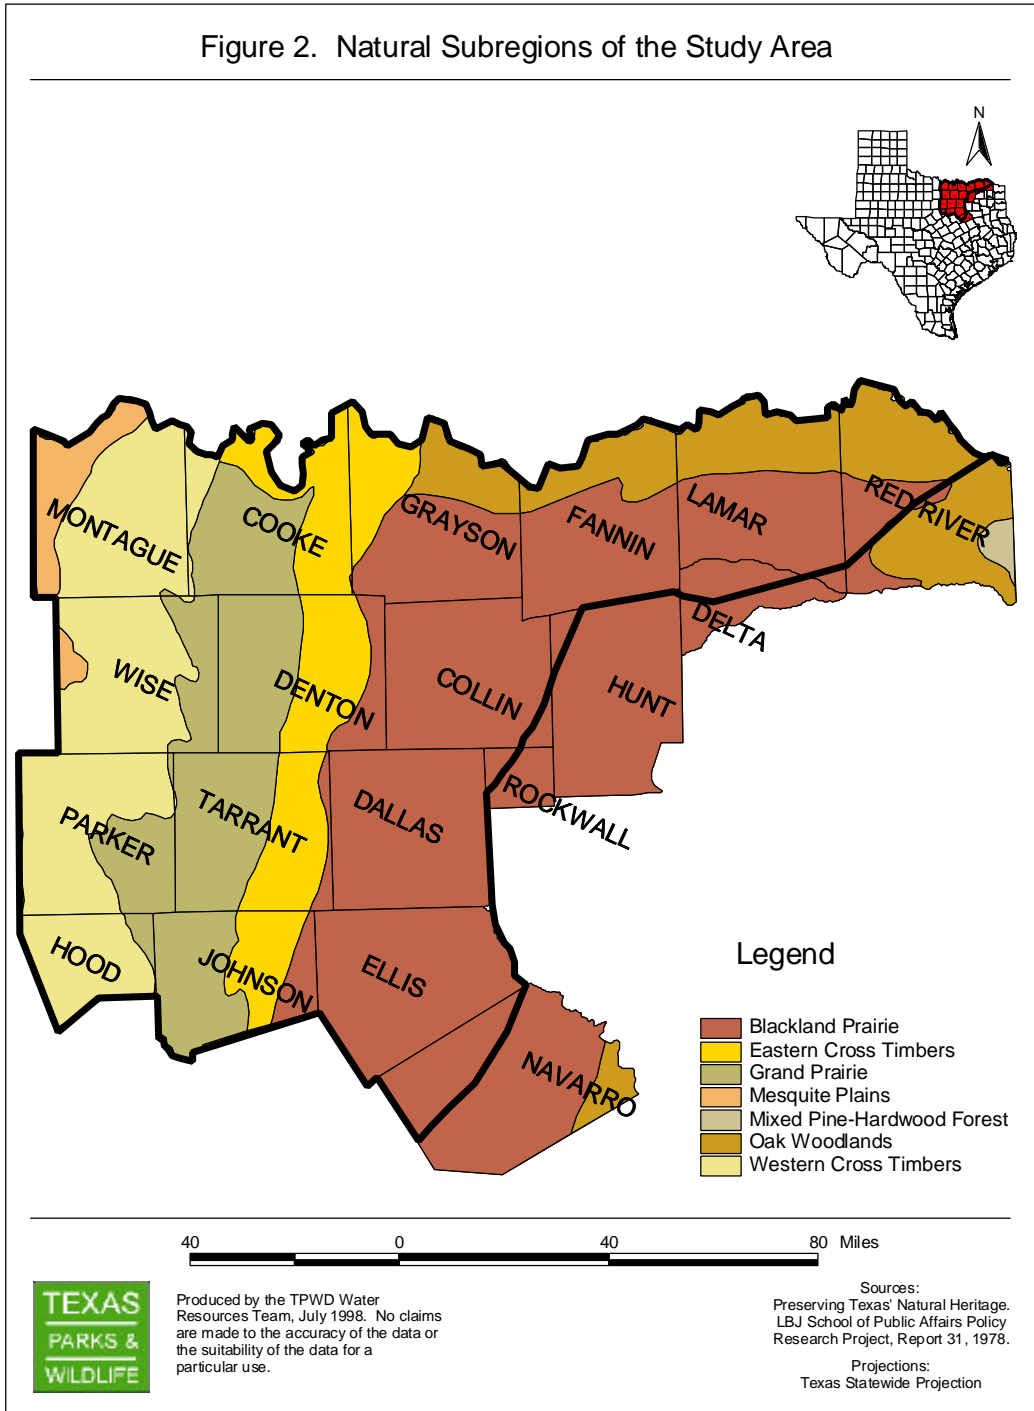 Figure 2.  Natural Subregions of the Study Area
N
MONTAGUE
COOKE
GRAYSON
FANNIN
LAMAR
RED RIVER
WISE
DENTON
COLLIN
HUNT
DELTA
PARKER
TARRANT
DALLAS
ROCKWALL
HOOD
JOHNSON
ELLIS
NAVARRO
Legend
Blackland Prairie
Eastern Cross Timbers
Grand Prairie
Mesquite Plains
Mixed Pine-Hardwood Forest
Oak Woodlands
Western Cross Timbers
40 0 40 80 Miles
TEXAS
PARKS &
WILDLIFE
Produced by the TPWD Water
Resources Team, July 1998.  No claims
are made to the accuracy of the data or
the suitability of the data for a
particular use.
Sources:
Preserving Texas' Natural Heritage.
LBJ School of Public Affairs Policy
Research Project, Report 31, 1978.
Projections:
Texas Statewide Projection